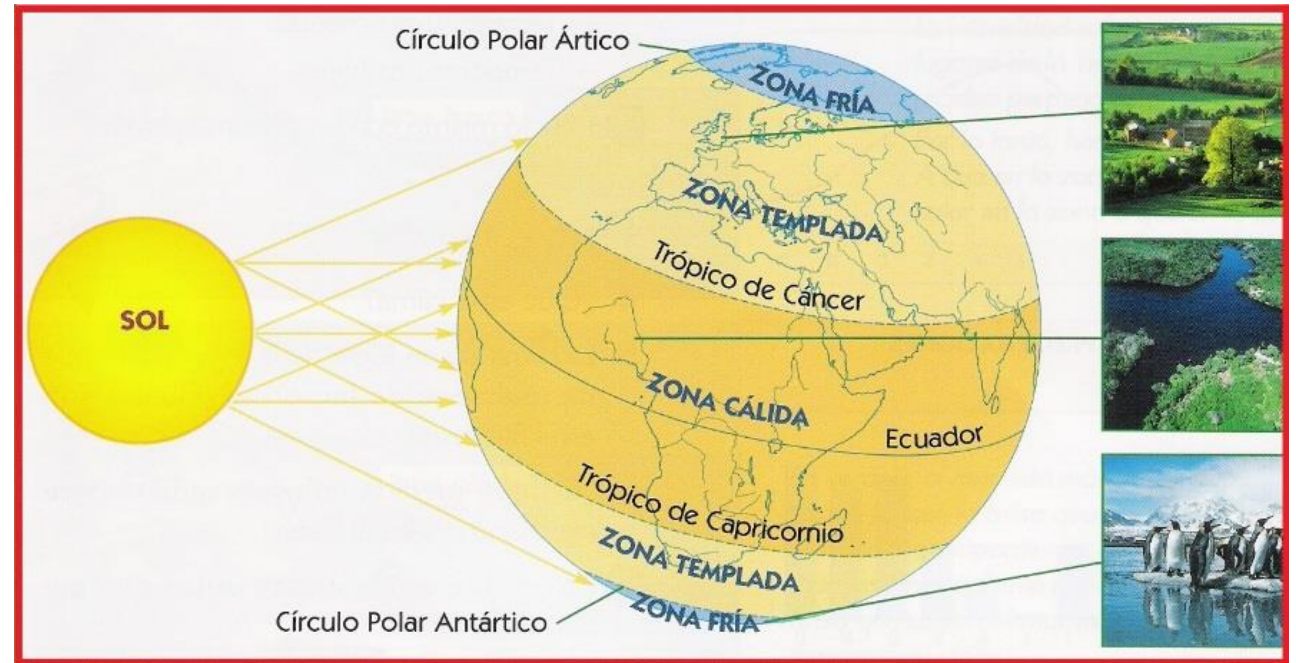 Círculo Polar Ártico
ZONA FRÍA
ZONA TEMPLADA
Trópico de Cáncer
SOL
ZONA CÁLIDA
Ecuador
Trópico de Capricornio
ZONA TEMPLADA
Círculo Polar Antártico
ZONA FRÍA